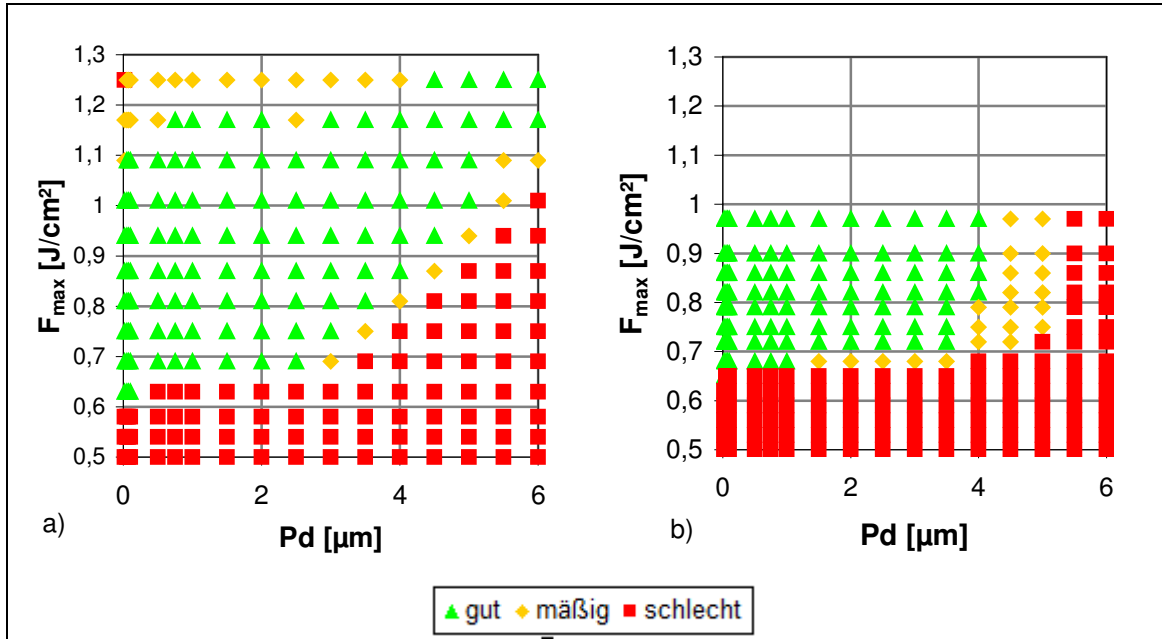 1,3
1,2
1,1
1
0,9
0,8
0,7
0,6
0,5
F_max [J/cm²]
0 2 4 6
Pd [µm]
a)
1,3
1,2
1,1
1
0,9
0,8
0,7
0,6
0,5
F_max [J/cm²]
0 2 4 6
Pd [µm]
b)
gut mäßig schlecht